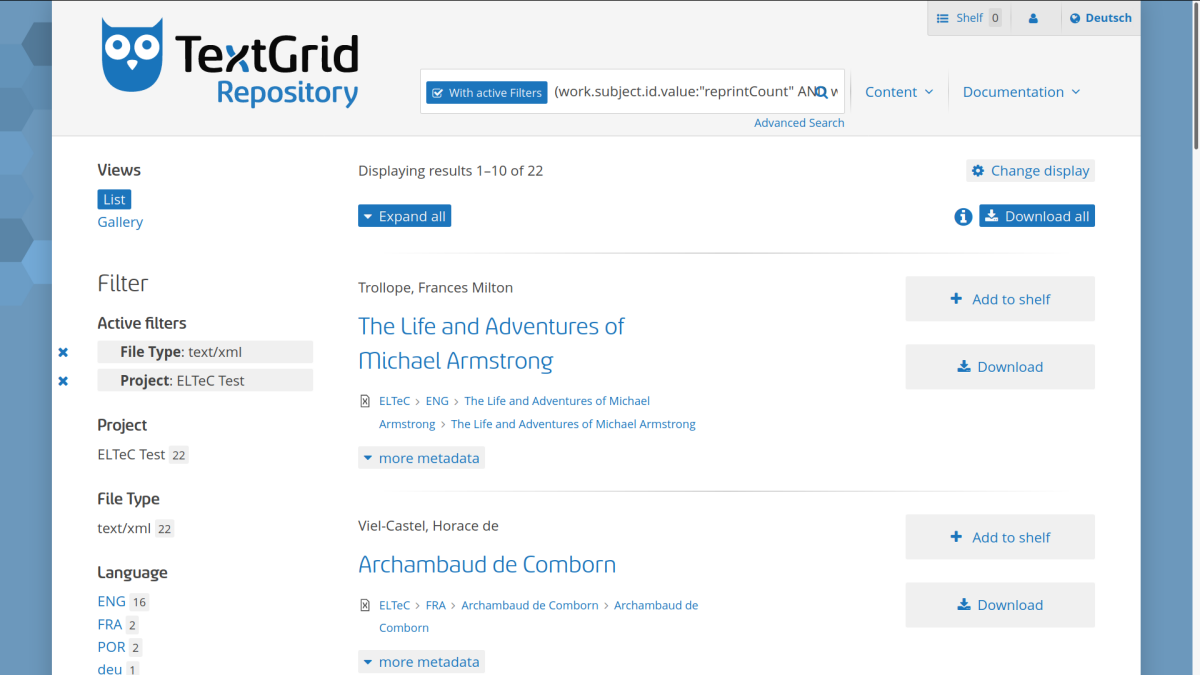 Shelf 0
Deutsch
TextGrid
Repository
With active Filters (work.subject.id.value:"reprintCount" AND w
Content
Documentation
Advanced Search
Views
List
Gallery
Filter
Active filters
File Type: text/xml
Project: ELTeC Test
Project
ELTeC Test 22
File Type
text/xml 22
Language
ENG 16
FRA 2
POR 2
deu 1
Displaying results 1–10 of 22
Change display
Expand all
Download all
Trollope, Frances Milton
The Life and Adventures of
Michael Armstrong
ELTeC > ENG > The Life and Adventures of Michael
Armstrong > The Life and Adventures of Michael Armstrong
more metadata
Add to shelf
Download
Viel-Castel, Horace de
Archambaud de Comborn
ELTeC > FRA > Archambaud de Comborn > Archambaud de
Comborn
more metadata
Add to shelf
Download